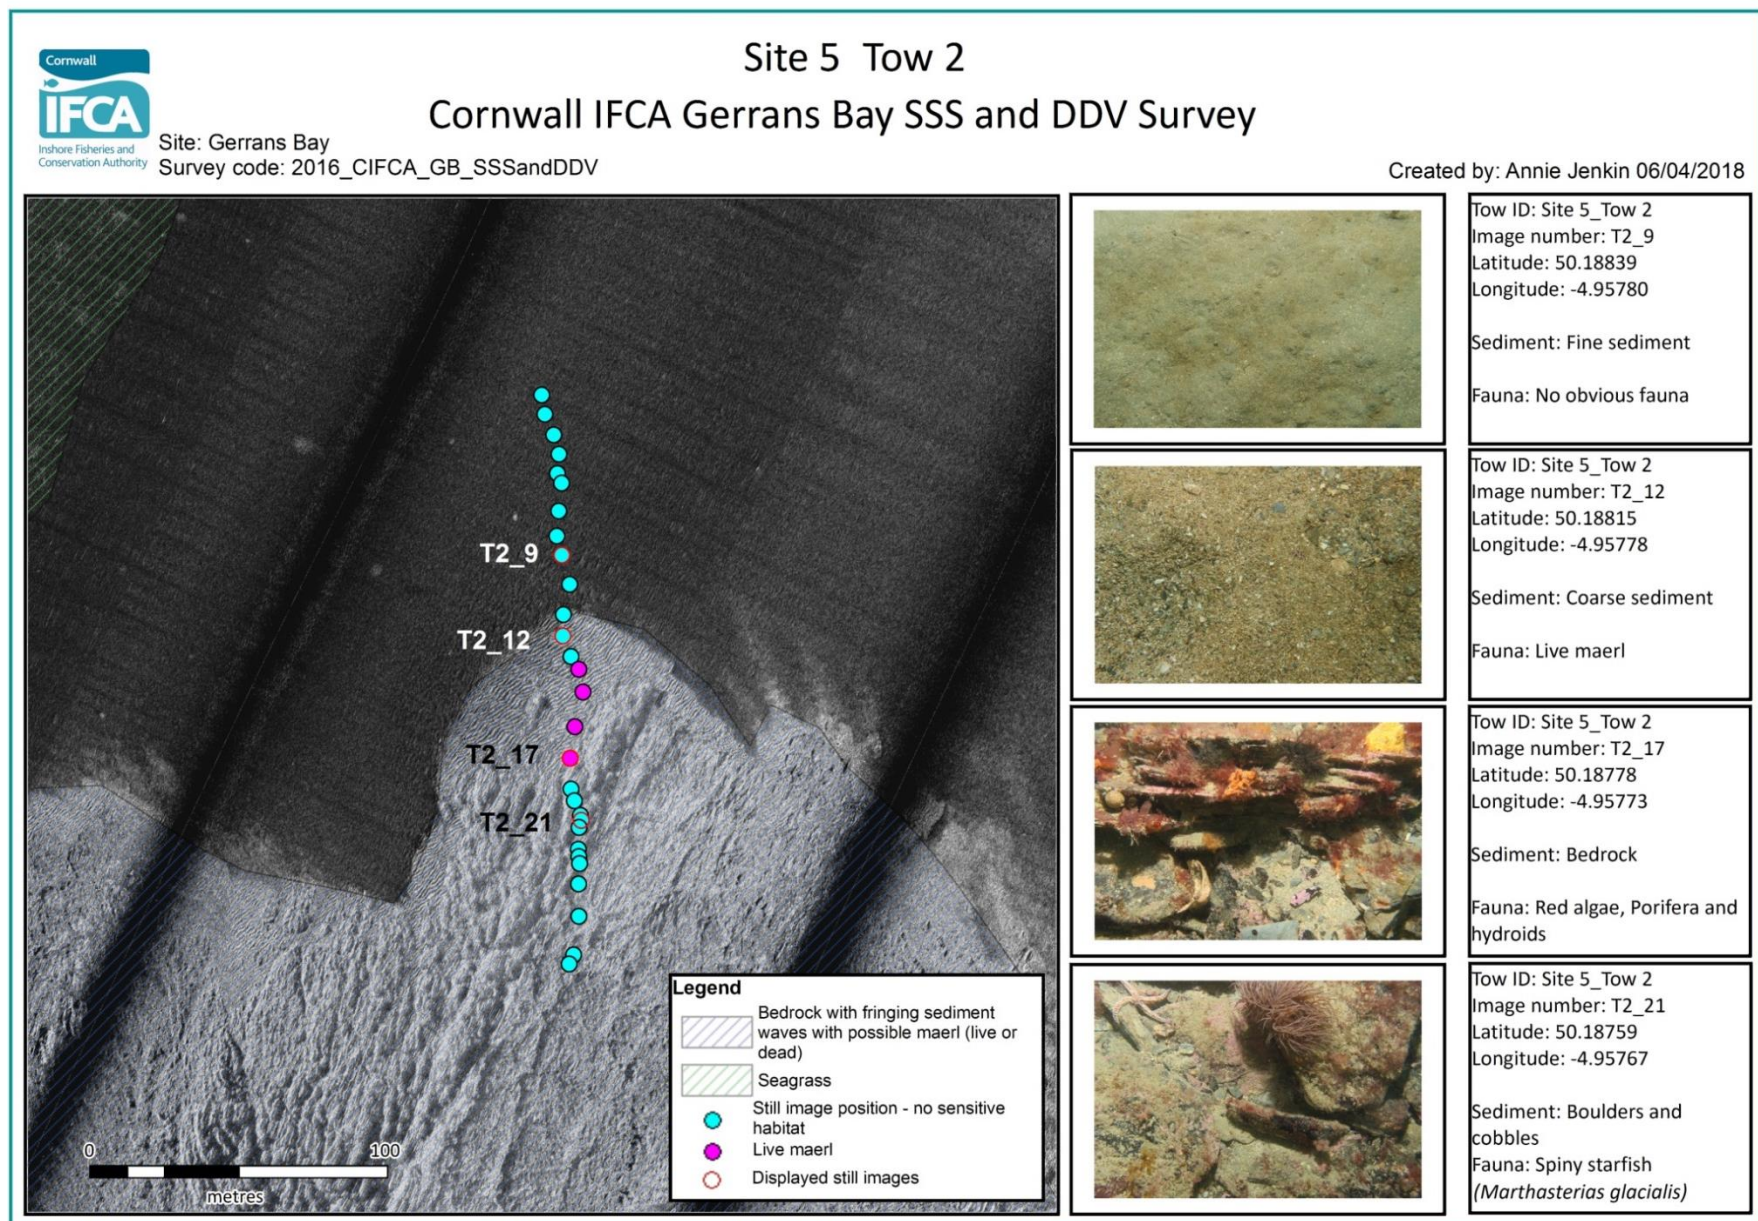 Site 5 Tow 2
Cornwall IFCA Gerrans Bay SSS and DDV Survey
Cornwall
IFCA
Inshore Fisheries and
Conservation Authority
Site: Gerrans Bay
Survey code: 2016_CIFCA_GB_SSSandDDV
Created by: Annie Jenkin 06/04/2018
T2_9
T2_12
T2_17
T2_21
0
100
metres
Legend
Bedrock with fringing sediment
waves with possible maerl (live or
dead)
Seagrass
Still image position - no sensitive
habitat
Live maerl
Displayed still images
Tow ID: Site 5_Tow 2
Image number: T2_9
Latitude: 50.18839
Longitude: -4.95780
Sediment: Fine sediment
Fauna: No obvious fauna
Tow ID: Site 5_Tow 2
Image number: T2_12
Latitude: 50.18815
Longitude: -4.95778
Sediment: Coarse sediment
Fauna: Live maerl
Tow ID: Site 5_Tow 2
Image number: T2_17
Latitude: 50.18778
Longitude: -4.95773
Sediment: Bedrock
Fauna: Red algae, Porifera and
hydroids
Tow ID: Site 5_Tow 2
Image number: T2_21
Latitude: 50.18759
Longitude: -4.95767
Sediment: Boulders and
cobbles
Fauna: Spiny starfish
(Marthasterias glacialis)